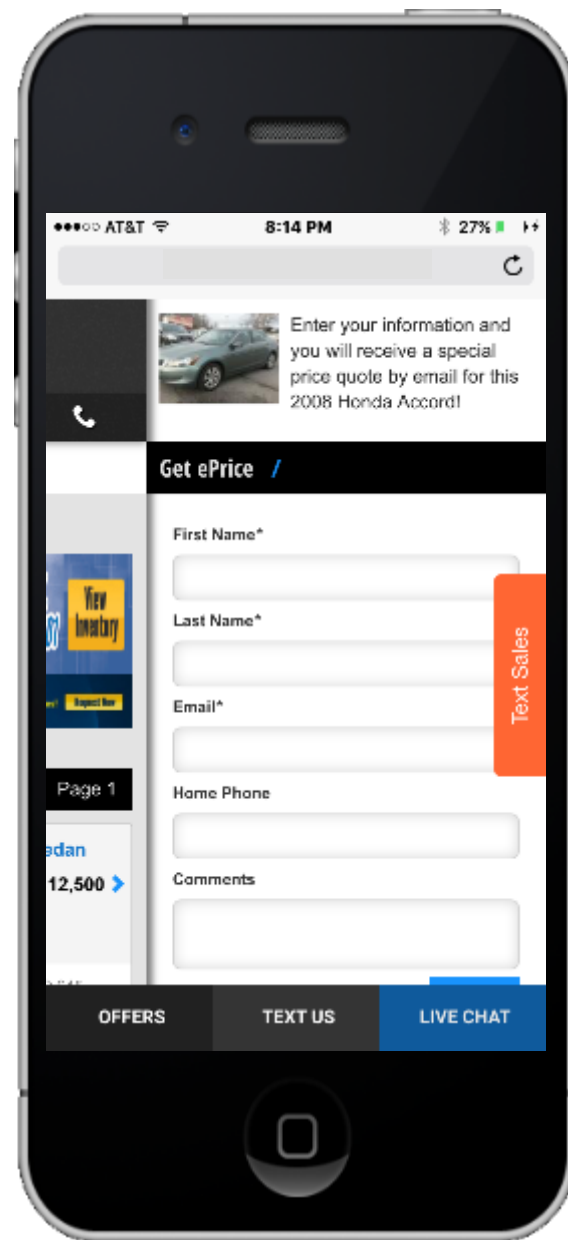 AT&T 8:14 PM 27%
Enter your information and
you will receive a special
price quote by email for this
2008 Honda Accord!
Get ePrice /
First Name*
View
Inventory
Last Name*
Text Sales
Email*
Request Now
Page 1
Home Phone
edan
Comments
12,500
OFFERS TEXT US LIVE CHAT